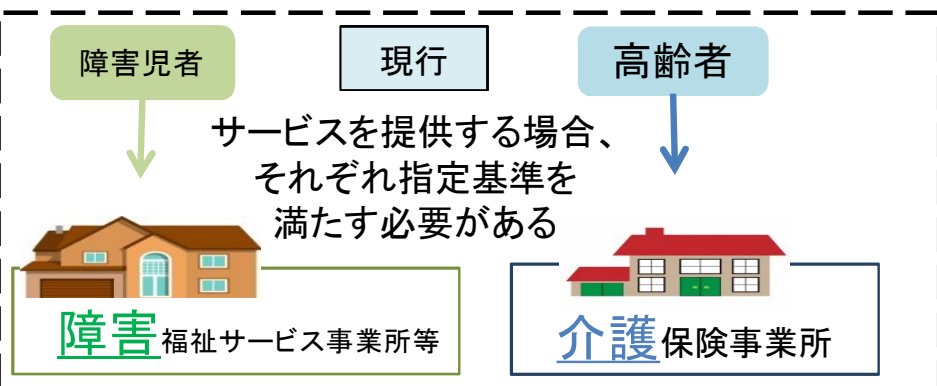 障害児者
現行
高齢者
サービスを提供する場合、
それぞれ指定基準を
満たす必要がある
障害福祉サービス事業所等
介護保険事業所